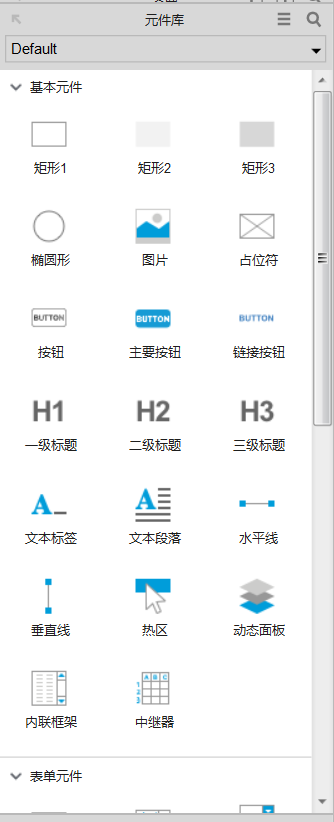 元件库
Default
基本元件
矩形1 矩形2 矩形3
椭圆形 图片 占位符
BUTTON BUTTON BUTTON
按钮 主要按钮 链接按钮
H1 H2 H3
一级标题 二级标题 三级标题
A A
文本标签 文本段落 水平线
垂直线 热区 动态面板
A B C
1
2
3
内联框架 中继器
表单元件